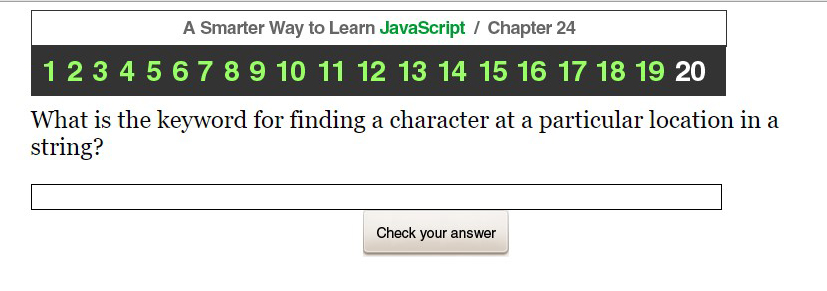 A Smarter Way to Learn JavaScript / Chapter 24
1 2 3 4 5 6 7 8 9 10 11 12 13 14 15 16 17 18 19 20
What is the keyword for finding a character at a particular location in a
string?
Check your answer